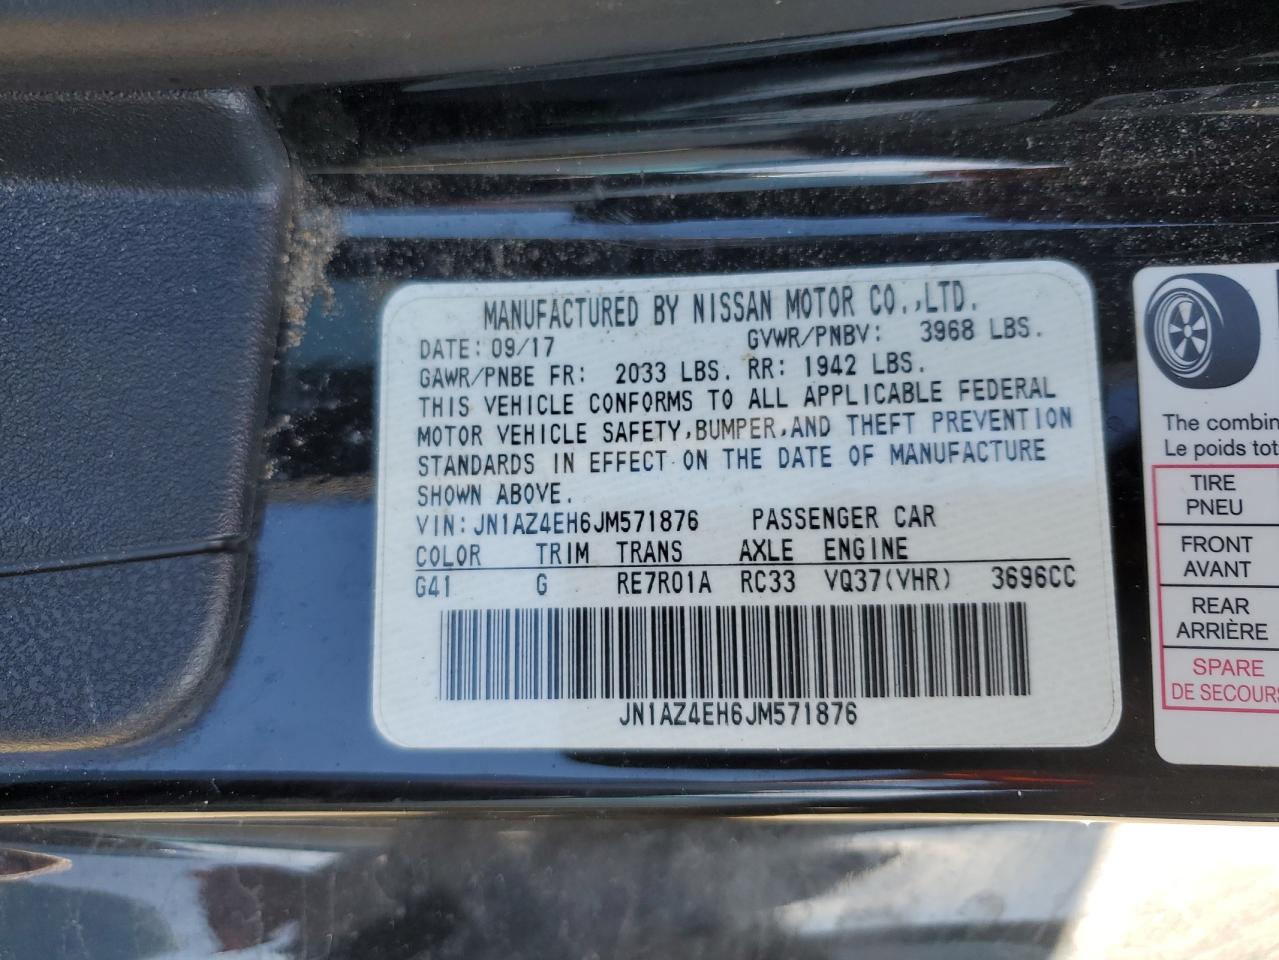 MANUFACTURED BY NISSAN MOTOR CO.,LTD.
DATE: 09/17 GVWR/PNBV: 3968 LBS.
GAWR/PNBE FR: 2033 LBS. RR: 1942 LBS.
THIS VEHICLE CONFORMS TO ALL APPLICABLE FEDERAL
MOTOR VEHICLE SAFETY,BUMPER,AND THEFT PREVENTION
STANDARDS IN EFFECT ON THE DATE OF MANUFACTURE
SHOWN ABOVE.
VIN: JN1AZ4EH6JM571876 PASSENGER CAR
COLOR TRIM TRANS AXLE ENGINE
G41 G RE7R01A RC33 VQ37(VHR) 3696CC
JN1AZ4EH6JM571876
The combin
Le poids tot
TIRE
PNEU
FRONT
AVANT
REAR
ARRIÈRE
SPARE
DE SECOURS